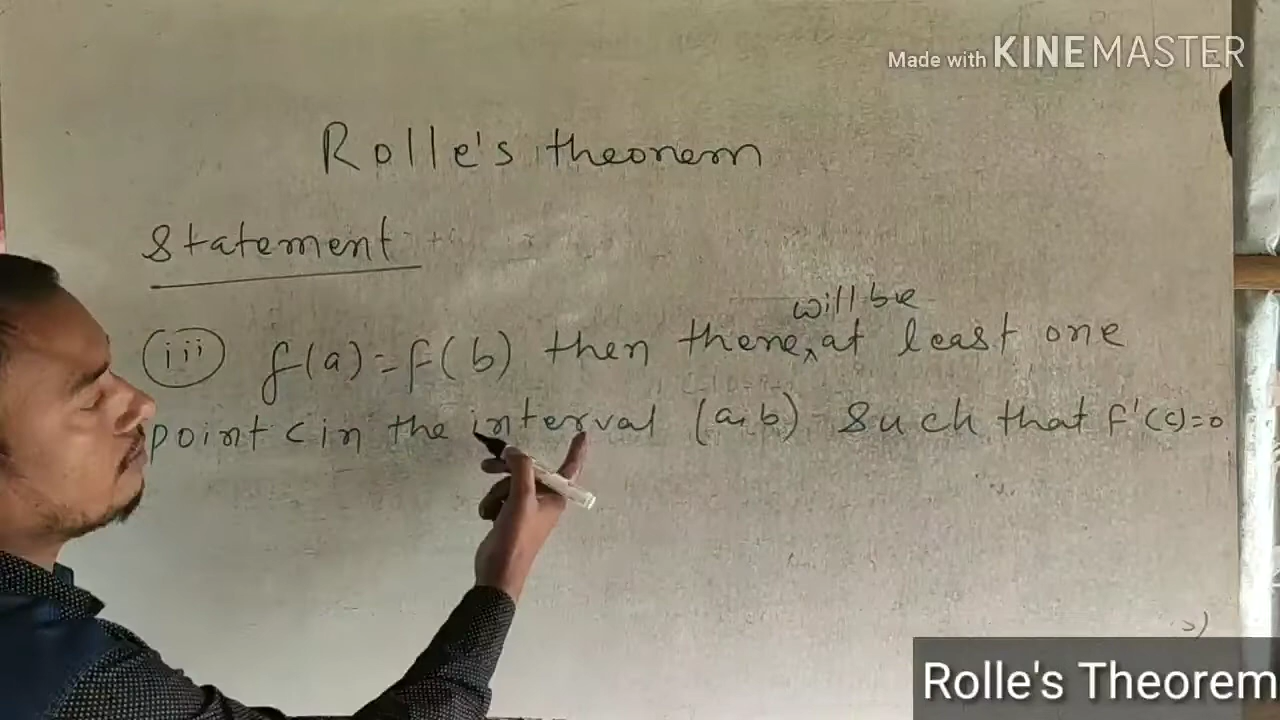 Made with KINEMASTER
Rolle's theorem
Statement
will be
(iii) f(a)=f(b) then there ‸ at least one
point c in the interval (a,b) such that f'(c)=0
Rolle's Theorem